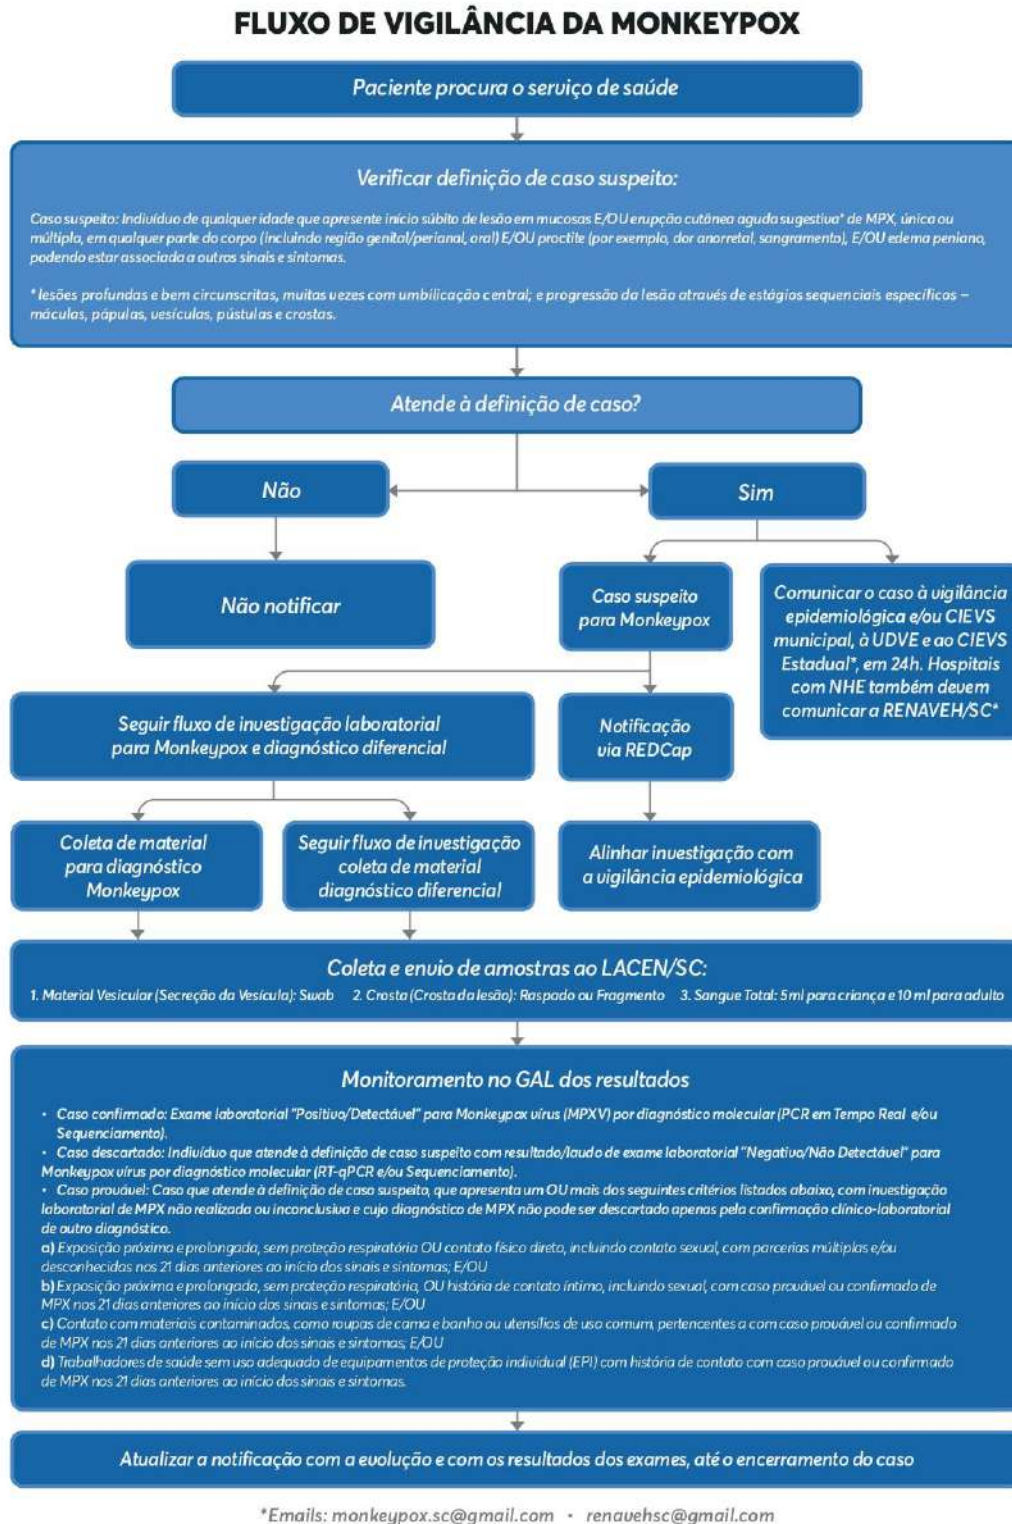 FLUXO DE VIGILÂNCIA DA MONKEYPOX
Paciente procura o serviço de saúde
Verificar definição de caso suspeito:
Caso suspeito: Indivíduo de qualquer idade que apresente início súbito de lesão em mucosas E/OU erupção cutânea aguda sugestiva* de MPX, única ou
múltipla, em qualquer parte do corpo (incluindo região genital/perianal, oral) E/OU proctite (por exemplo, dor anorretal, sangramento), E/OU edema peniano,
podendo estar associada a outros sinais e sintomas.
* lesões profundas e bem circunscritas, muitas vezes com umbilicação central; e progressão da lesão através de estágios sequenciais específicos –
máculas, pápulas, vesículas, pústulas e crostas.
Atende à definição de caso?
Não
Sim
Não notificar
Caso suspeito
para Monkeypox
Comunicar o caso à vigilância
epidemiológica e/ou CIEVS
municipal, à UDVE e ao CIEVS
Estadual*, em 24h. Hospitais
com NHE também devem
comunicar a RENAVEH/SC*
Seguir fluxo de investigação laboratorial
para Monkeypox e diagnóstico diferencial
Notificação
via REDCap
Coleta de material
para diagnóstico
Monkeypox
Seguir fluxo de investigação
coleta de material
diagnóstico diferencial
Alinhar investigação com
a vigilância epidemiológica
Coleta e envio de amostras ao LACEN/SC:
1. Material Vesicular (Secreção da Vesícula): Swab 2. Crosta (Crosta da lesão): Raspado ou Fragmento 3. Sangue Total: 5ml para criança e 10 ml para adulto
Monitoramento no GAL dos resultados
• Caso confirmado: Exame laboratorial "Positivo/Detectável" para Monkeypox vírus (MPXV) por diagnóstico molecular (PCR em Tempo Real e/ou
Sequenciamento).
• Caso descartado: Indivíduo que atende à definição de caso suspeito com resultado/laudo de exame laboratorial "Negativo/Não Detectável" para
Monkeypox vírus por diagnóstico molecular (RT-qPCR e/ou Sequenciamento).
• Caso provável: Caso que atende à definição de caso suspeito, que apresenta um OU mais dos seguintes critérios listados abaixo, com investigação
laboratorial de MPX não realizada ou inconclusiva e cujo diagnóstico de MPX não pode ser descartado apenas pela confirmação clínico-laboratorial
de outro diagnóstico.
a) Exposição próxima e prolongada, sem proteção respiratória OU contato físico direto, incluindo contato sexual, com parcerias múltiplas e/ou
desconhecidas nos 21 dias anteriores ao início dos sinais e sintomas; E/OU
b) Exposição próxima e prolongada, sem proteção respiratória, OU história de contato íntimo, incluindo sexual, com caso provável ou confirmado de
MPX nos 21 dias anteriores ao início dos sinais e sintomas; E/OU
c) Contato com materiais contaminados, como roupas de cama e banho ou utensílios de uso comum, pertencentes a com caso provável ou confirmado
de MPX nos 21 dias anteriores ao início dos sinais e sintomas; E/OU
d) Trabalhadores de saúde sem uso adequado de equipamentos de proteção individual (EPI) com história de contato com caso provável ou confirmado
de MPX nos 21 dias anteriores ao início dos sinais e sintomas.
Atualizar a notificação com a evolução e com os resultados dos exames, até o encerramento do caso
*Emails: monkeypox.sc@gmail.com • renavehsc@gmail.com